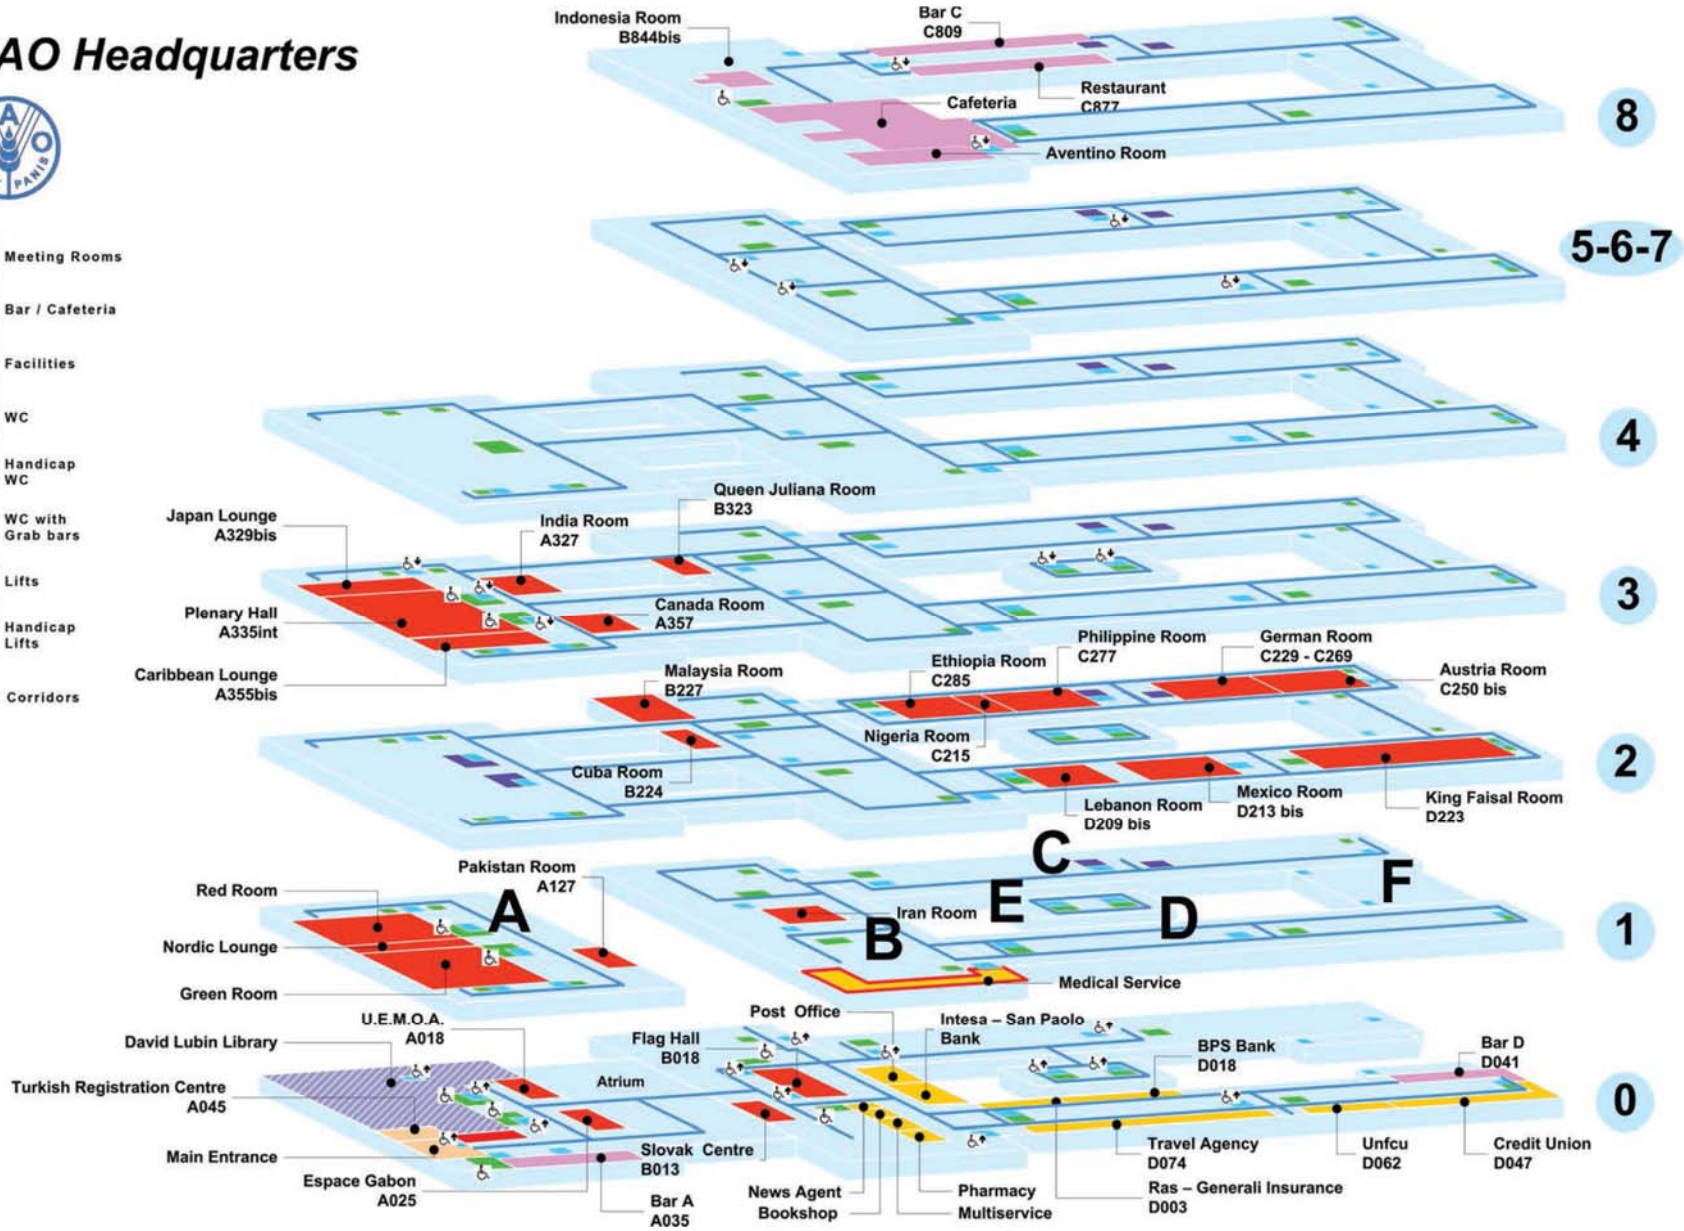 AO Headquarters
A O
PANIS
Meeting Rooms
Bar / Cafeteria
Facilities
WC
Handicap
WC
WC with
Grab bars
Lifts
Handicap
Lifts
Corridors
Indonesia Room
B844bis
Bar C
C809
Cafeteria
Restaurant
C877
Aventino Room
8
5-6-7
4
Japan Lounge
A329bis
India Room
A327
Queen Juliana Room
B323
Plenary Hall
A335int
Canada Room
A357
Caribbean Lounge
A355bis
3
Malaysia Room
B227
Ethiopia Room
C285
Philippine Room
C277
German Room
C229 - C269
Austria Room
C250 bis
Nigeria Room
C215
Cuba Room
B224
Lebanon Room
D209 bis
Mexico Room
D213 bis
King Faisal Room
D223
2
Pakistan Room
A127
Red Room
Nordic Lounge
Green Room
Iran Room
Medical Service
A
B
C
E
D
F
1
U.E.M.O.A.
A018
David Lubin Library
Turkish Registration Centre
A045
Main Entrance
Espace Gabon
A025
Bar A
A035
Atrium
Flag Hall
B018
Slovak Centre
B013
Post Office
Intesa – San Paolo
Bank
BPS Bank
D018
Bar D
D041
News Agent
Bookshop
Pharmacy
Multiservice
Travel Agency
D074
Ras – Generali Insurance
D003
Unfcu
D062
Credit Union
D047
0